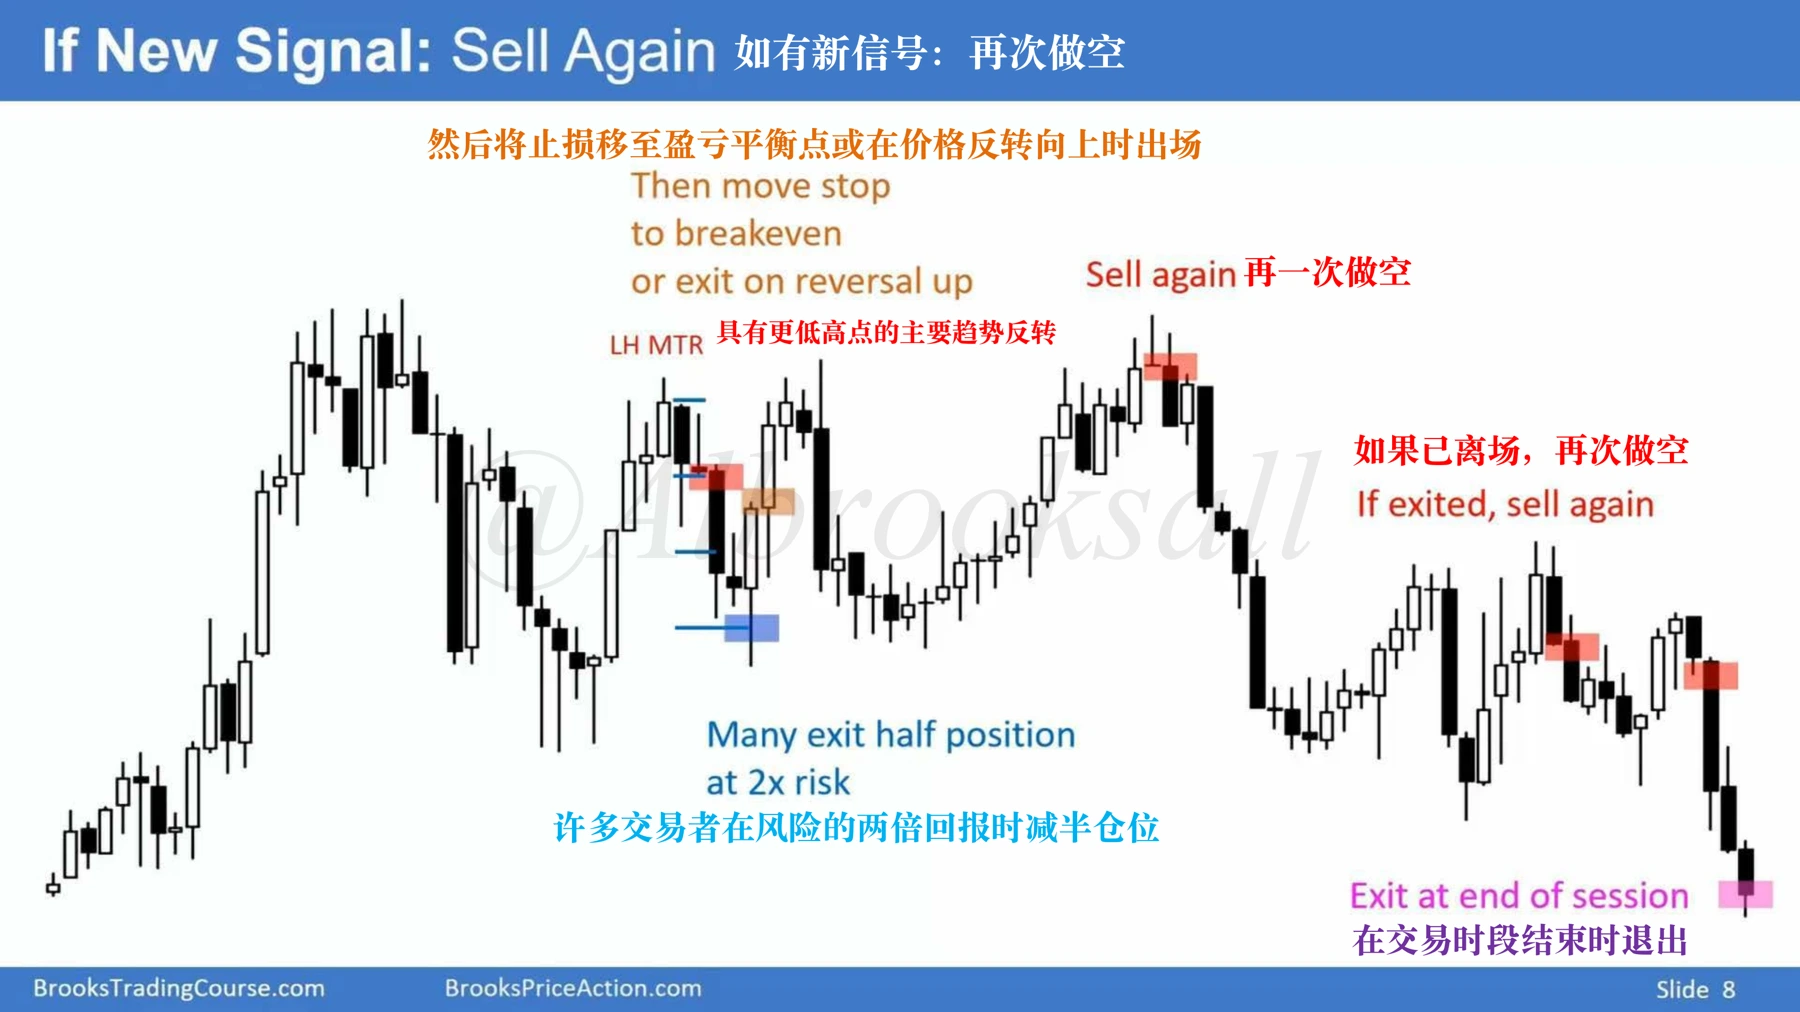 If New Signal: Sell Again 如有新信号：再次做空
然后将止损移至盈亏平衡点或在价格反转向上时出场
Then move stop
to breakeven
or exit on reversal up
Sell again 再一次做空
LH MTR 具有更低高点的主要趋势反转
如果已离场，再次做空
If exited, sell again
@Albrooksall
Many exit half position
at 2x risk
许多交易者在风险的两倍回报时减半仓位
Exit at end of session
在交易时段结束时退出
BrooksTradingCourse.com
BrooksPriceAction.com
Slide 8